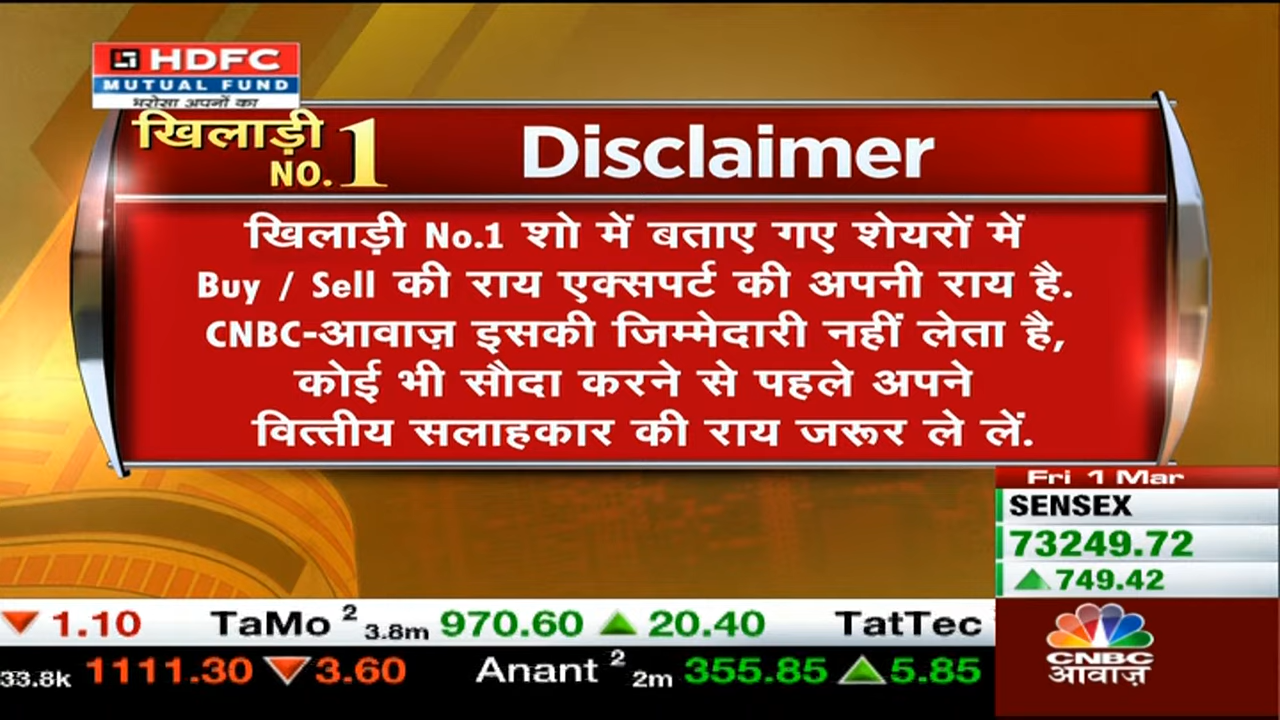 HDFC
MUTUAL FUND
भरोसा अपनों का
खिलाड़ी
NO.1
Disclaimer
खिलाड़ी No.1 शो में बताए गए शेयरों में
Buy / Sell की राय एक्सपर्ट की अपनी राय है.
CNBC-आवाज़ इसकी जिम्मेदारी नहीं लेता है,
कोई भी सौदा करने से पहले अपने
वित्तीय सलाहकार की राय जरूर ले लें.
Fri 1 Mar
SENSEX
73249.72
▲ 749.42
▼ 1.10 TaMo 2 3.8m 970.60 ▲ 20.40 TatTec
33.8k 1111.30 ▼ 3.60 Anant 2 2m 355.85 ▲ 5.85
CNBC
आवाज़